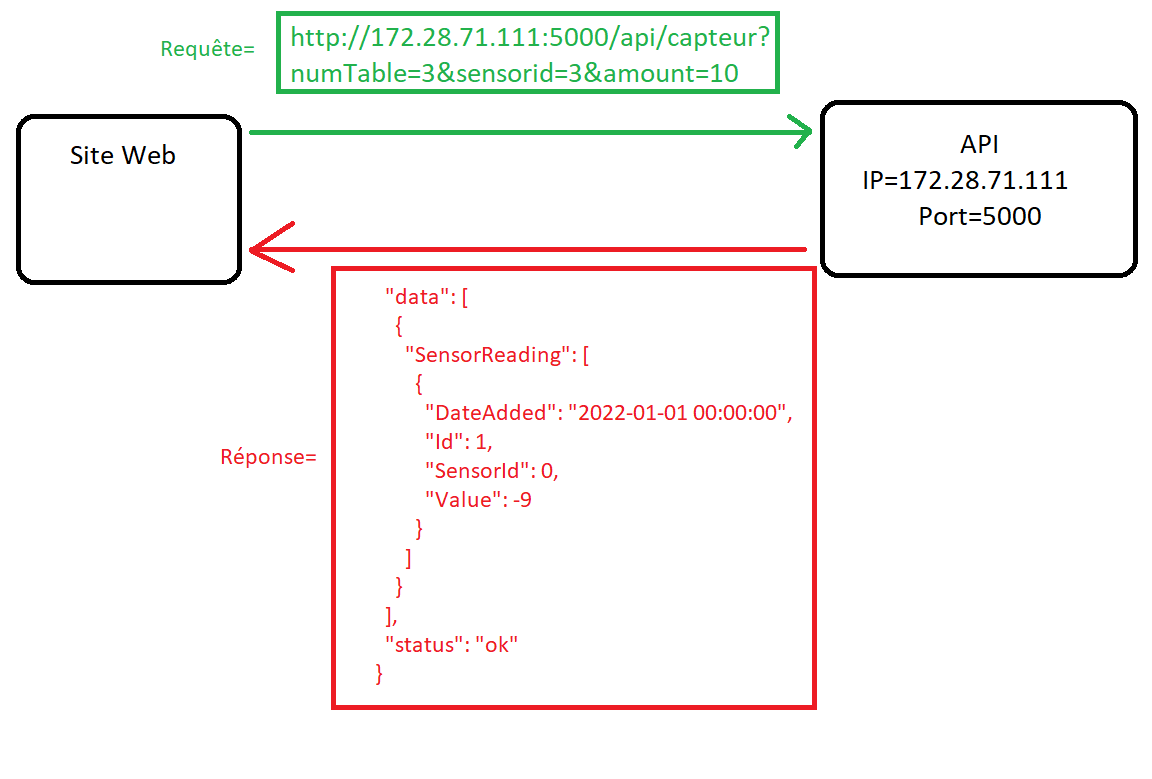 Requête=
http://172.28.71.111:5000/api/capteur?
numTable=3&sensorid=3&amount=10
Site Web
API
IP=172.28.71.111
Port=5000
Réponse=
"data": [
{
"SensorReading": [
{
"DateAdded": "2022-01-01 00:00:00",
"Id": 1,
"SensorId": 0,
"Value": -9
}
]
}
],
"status": "ok"
}